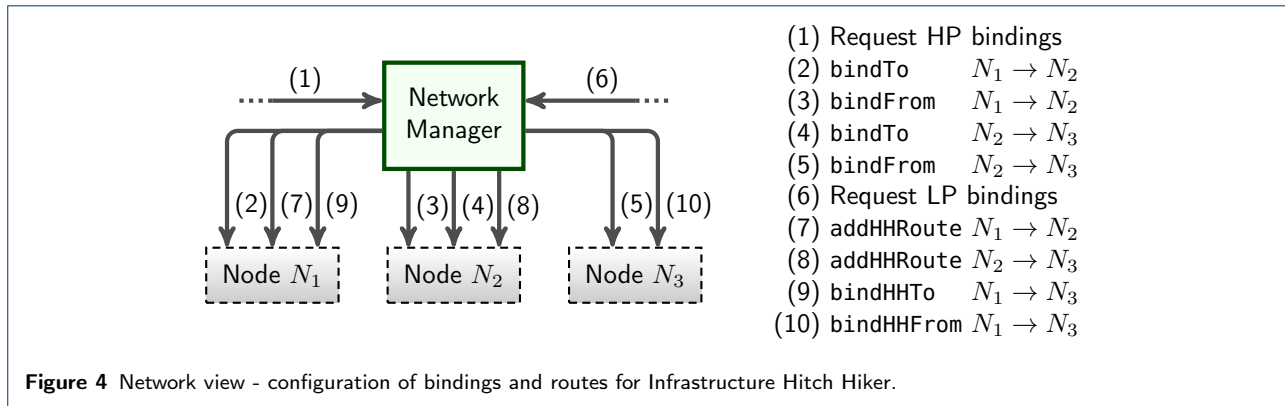 (1)
(6)
Network
Manager
(2) (7) (9)
(3) (4) (8)
(5) (10)
Node N₁
Node N₂
Node N₃
(1) Request HP bindings
(2) bindTo N₁ → N₂
(3) bindFrom N₁ → N₂
(4) bindTo N₂ → N₃
(5) bindFrom N₂ → N₃
(6) Request LP bindings
(7) addHHRoute N₁ → N₂
(8) addHHRoute N₂ → N₃
(9) bindHHTo N₁ → N₃
(10) bindHHFrom N₁ → N₃
Figure 4 Network view - configuration of bindings and routes for Infrastructure Hitch Hiker.